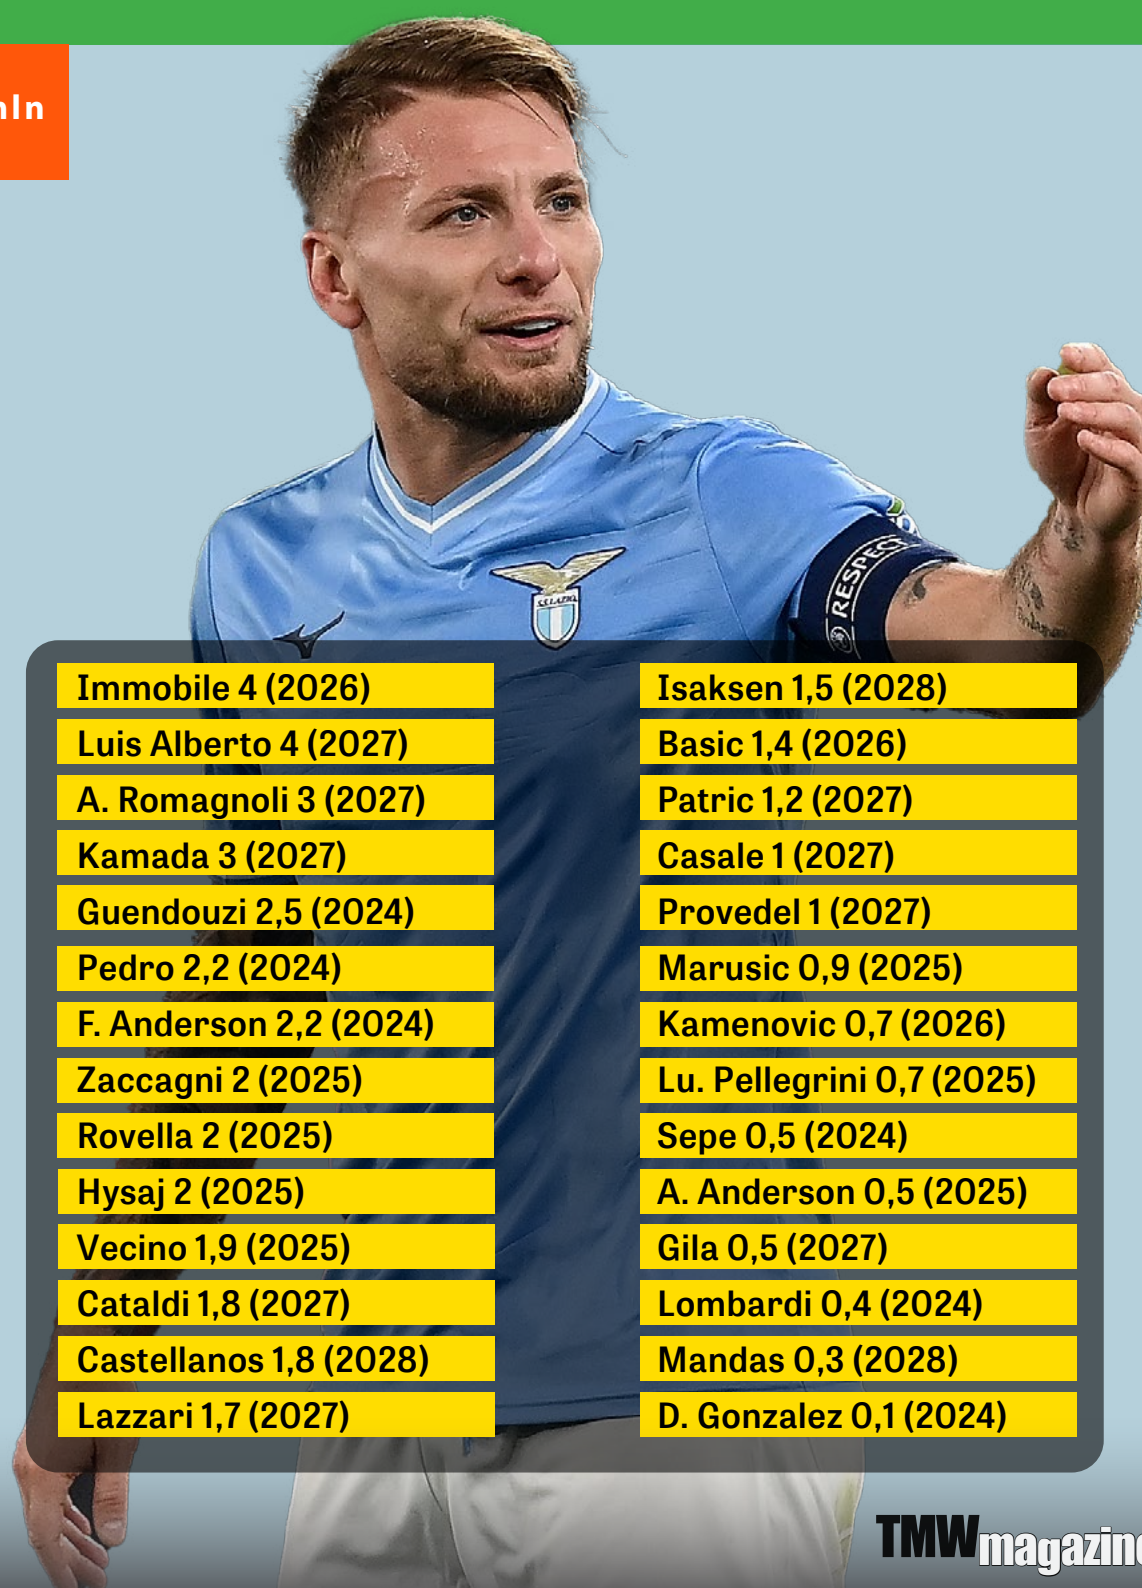 nIn
RESPECT
S.S.LAZIO
Immobile 4 (2026)
Luis Alberto 4 (2027)
A. Romagnoli 3 (2027)
Kamada 3 (2027)
Guendouzi 2,5 (2024)
Pedro 2,2 (2024)
F. Anderson 2,2 (2024)
Zaccagni 2 (2025)
Rovella 2 (2025)
Hysaj 2 (2025)
Vecino 1,9 (2025)
Cataldi 1,8 (2027)
Castellanos 1,8 (2028)
Lazzari 1,7 (2027)
Isaksen 1,5 (2028)
Basic 1,4 (2026)
Patric 1,2 (2027)
Casale 1 (2027)
Provedel 1 (2027)
Marusic 0,9 (2025)
Kamenovic 0,7 (2026)
Lu. Pellegrini 0,7 (2025)
Sepe 0,5 (2024)
A. Anderson 0,5 (2025)
Gila 0,5 (2027)
Lombardi 0,4 (2024)
Mandas 0,3 (2028)
D. Gonzalez 0,1 (2024)
TMWmagazine